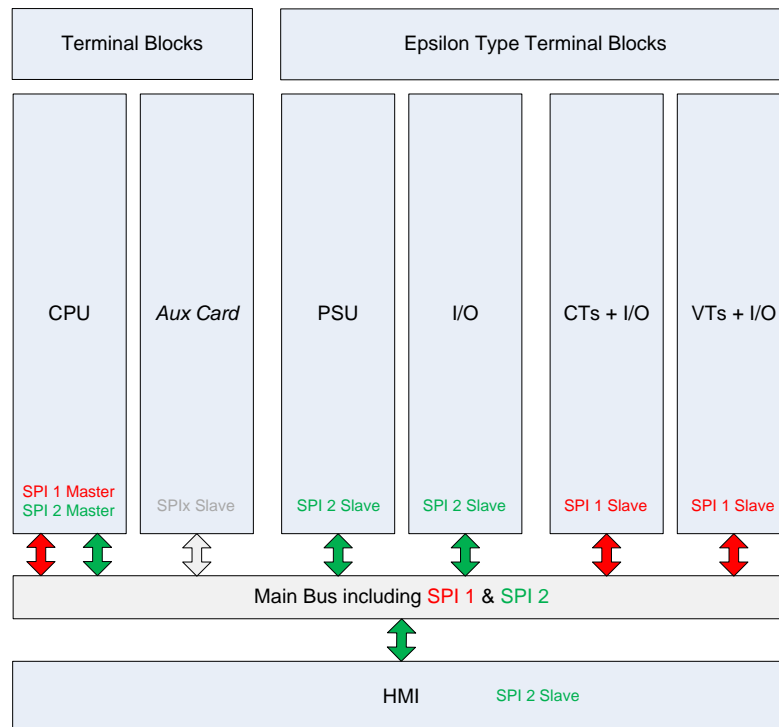 Terminal Blocks
Epsilon Type Terminal Blocks
CPU
Aux Card
PSU
I/O
CTs + I/O
VTs + I/O
SPI 1 Master
SPI 2 Master
SPIx Slave
SPI 2 Slave
SPI 2 Slave
SPI 1 Slave
SPI 1 Slave
Main Bus including SPI 1 & SPI 2
HMI
SPI 2 Slave